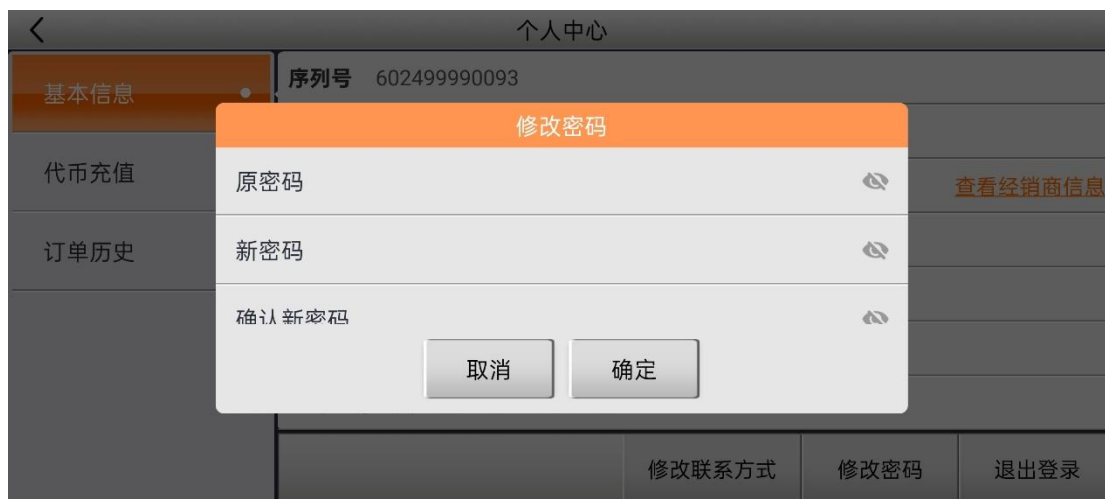 个人中心
基本信息
序列号 602499990093
修改密码
代币充值
原密码
查看经销商信息
订单历史
新密码
确认新密码
取消
确定
修改联系方式
修改密码
退出登录